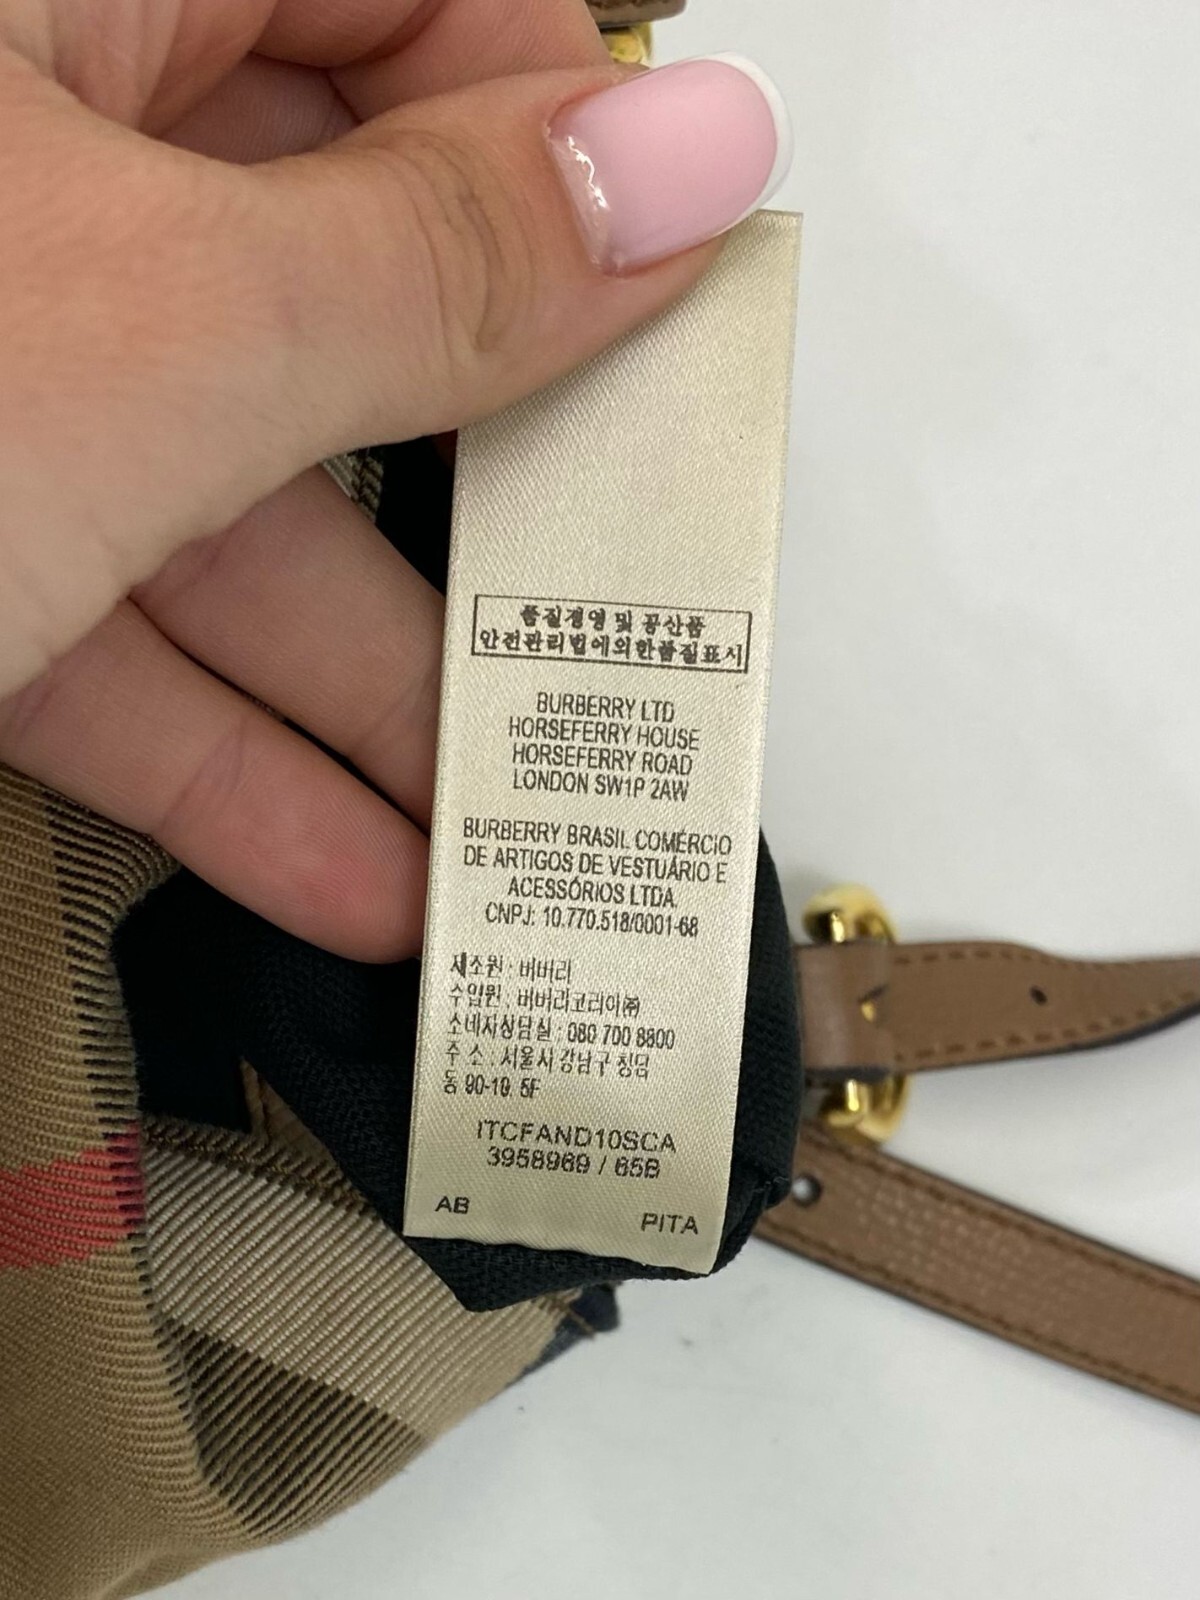 품질경영 및 공산품
안전관리법에의한품질표시
BURBERRY LTD
HORSEFERRY HOUSE
HORSEFERRY ROAD
LONDON SW1P 2AW
BURBERRY BRASIL COMÉRCIO
DE ARTIGOS DE VESTUÁRIO E
ACESSÓRIOS LTDA.
CNPJ: 10.770.518/0001-68
제조원 : 버버리
수입원 : 버버리코리아㈜
소비자상담실 : 080 700 8800
주 소 : 서울시 강남구 청담
동 90-19 5F
ITCFAND10SCA
3958969 / 65B
AB
PITA